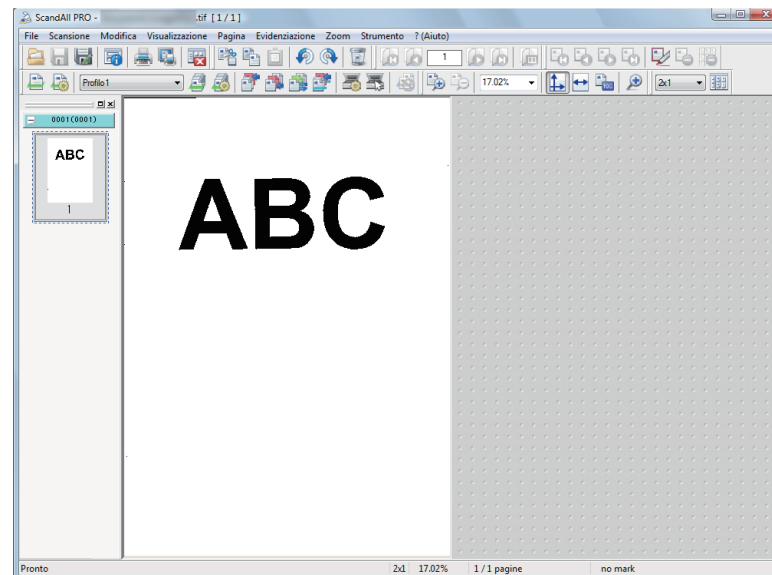 ScandAll PRO - .tif [ 1 / 1 ]
File Scansione Modifica Visualizzazione Pagina Evidenziazione Zoom Strumento ? (Aiuto)
1
Profilo1 17.02% 100 2x1
0001(0001)
ABC
1
ABC
Pronto 2x1 17.02% 1 / 1 pagine no mark